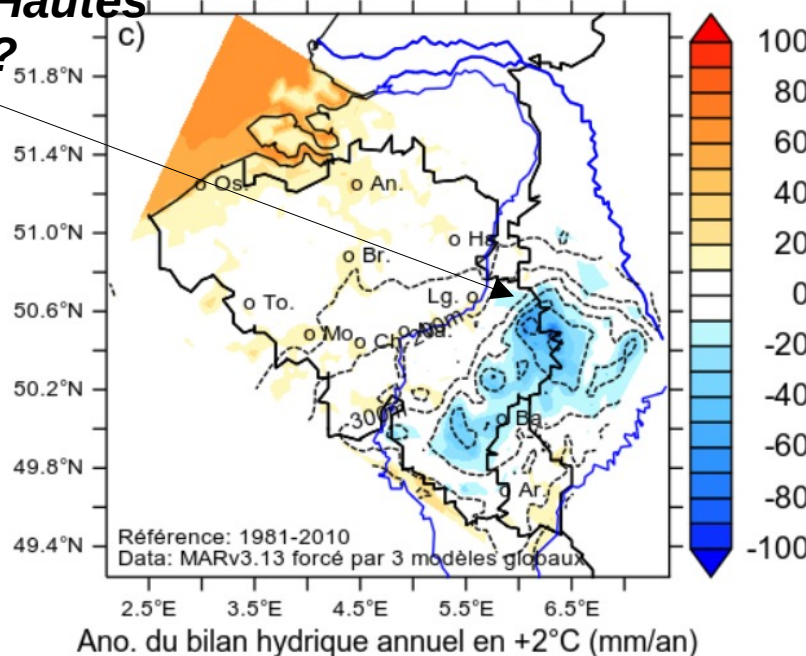 Hautes
?
c)
100
80
60
40
20
0
-20
-40
-60
-80
-100
51.8°N
51.4°N
51.0°N
50.6°N
50.2°N
49.8°N
49.4°N
Os.
An.
Ha
Br.
Lg.
To.
Mo
Ch
300m
Ba
Ar.
Référence: 1981-2010
Data: MARv3.13 forcé par 3 modèles globaux
2.5°E 3.5°E 4.5°E 5.5°E 6.5°E
Ano. du bilan hydrique annuel en +2°C (mm/an)